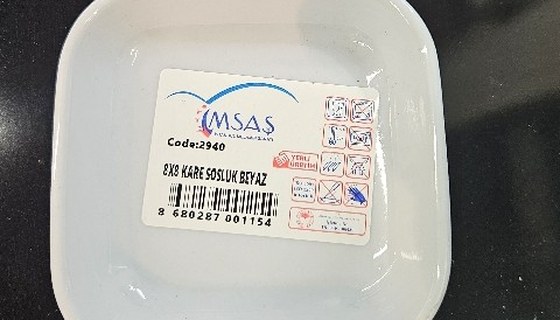 İMSAŞ
Code:2940
YERLİ
ÜRETİM
8X8 KARE SOSLUK BEYAZ
8 680287 001154